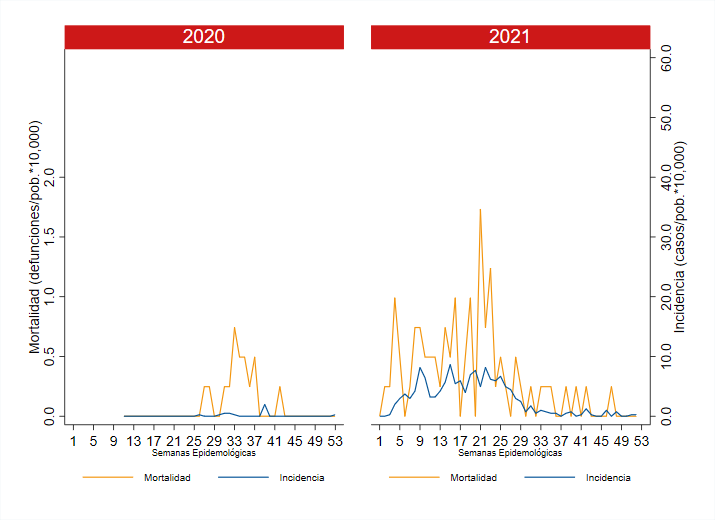 2020 2021
Mortalidad (defunciones/pob.*10,000)
0.0 0.5 1.0 1.5 2.0
Incidencia (casos/pob.*10,000)
0.0 10.0 20.0 30.0 40.0 50.0 60.0
1 5 9 13 17 21 25 29 33 37 41 45 49 53
1 5 9 13 17 21 25 29 33 37 41 45 49 53
Semanas Epidemológicas Semanas Epidemológicas
Mortalidad Incidencia Mortalidad Incidencia